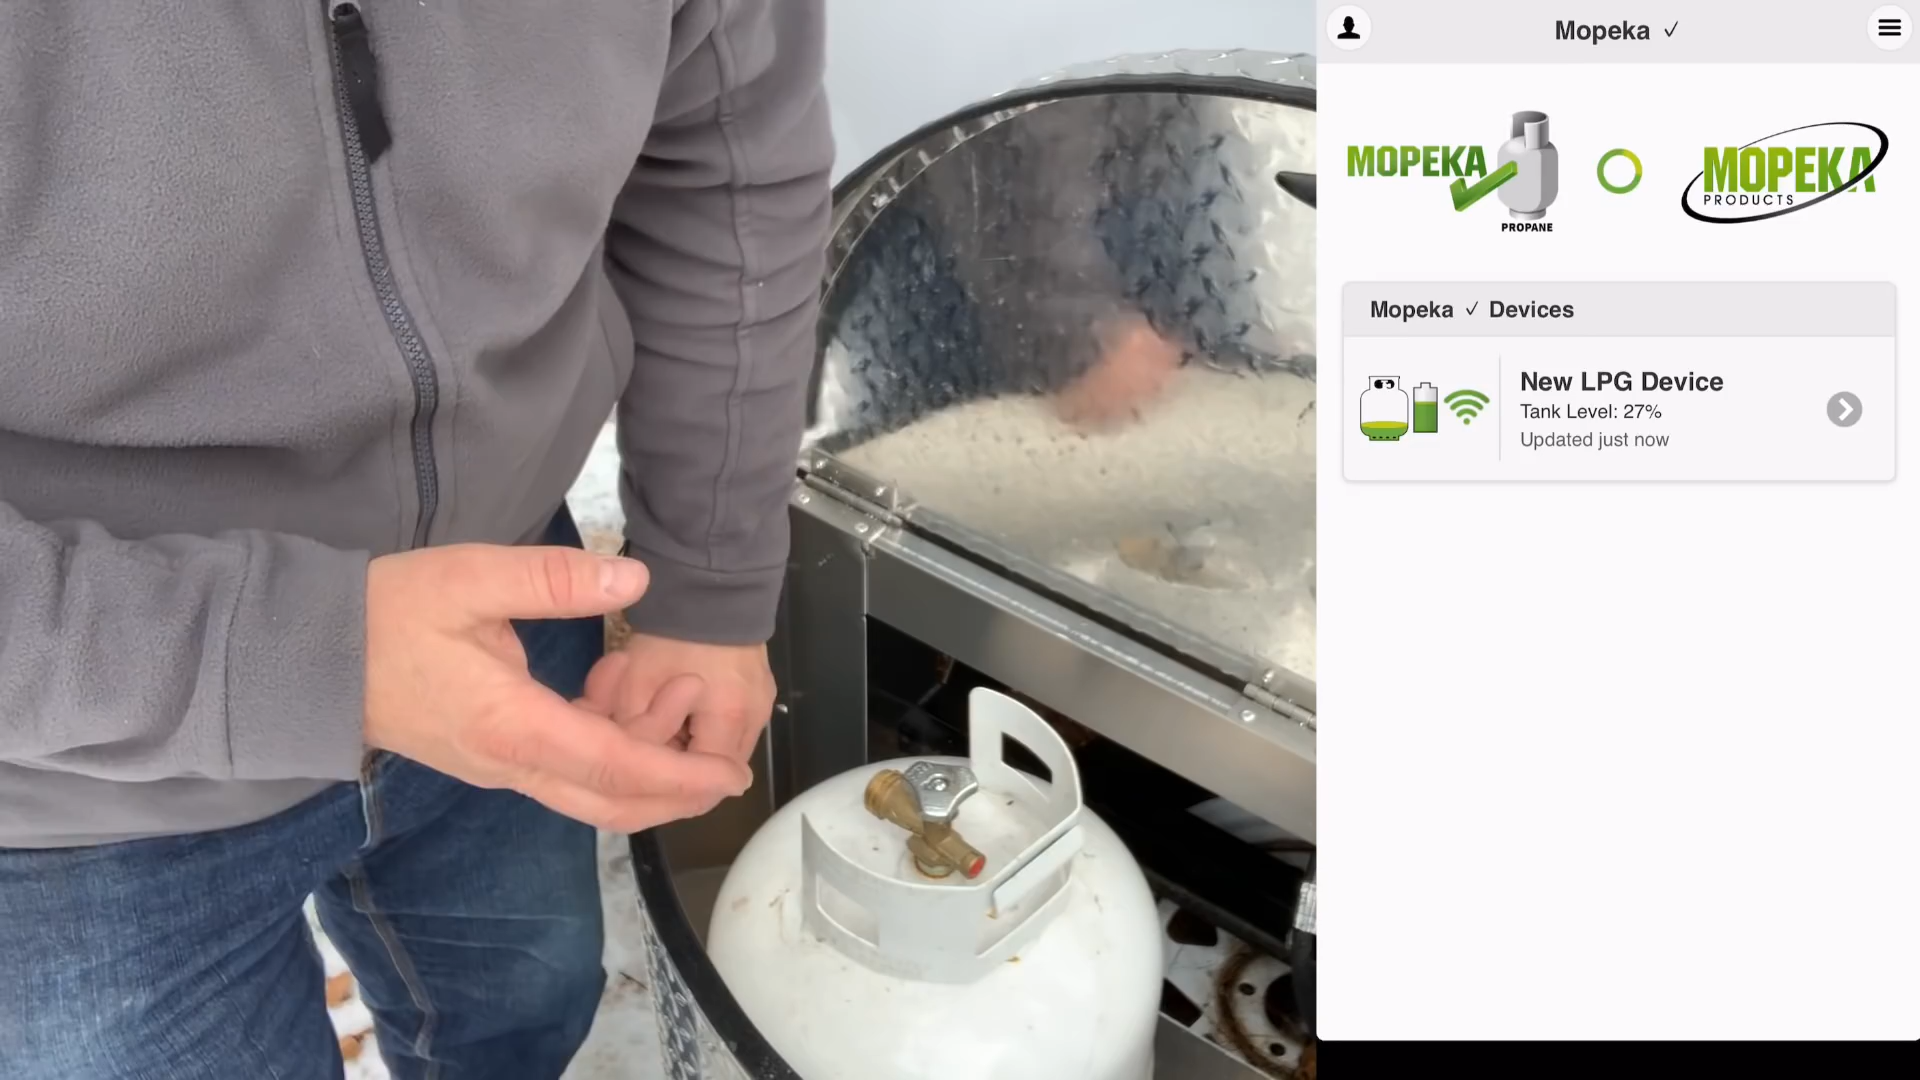 Mopeka ✓
MOPEKA
PROPANE
MOPEKA
PRODUCTS
Mopeka ✓ Devices
New LPG Device
Tank Level: 27%
Updated just now